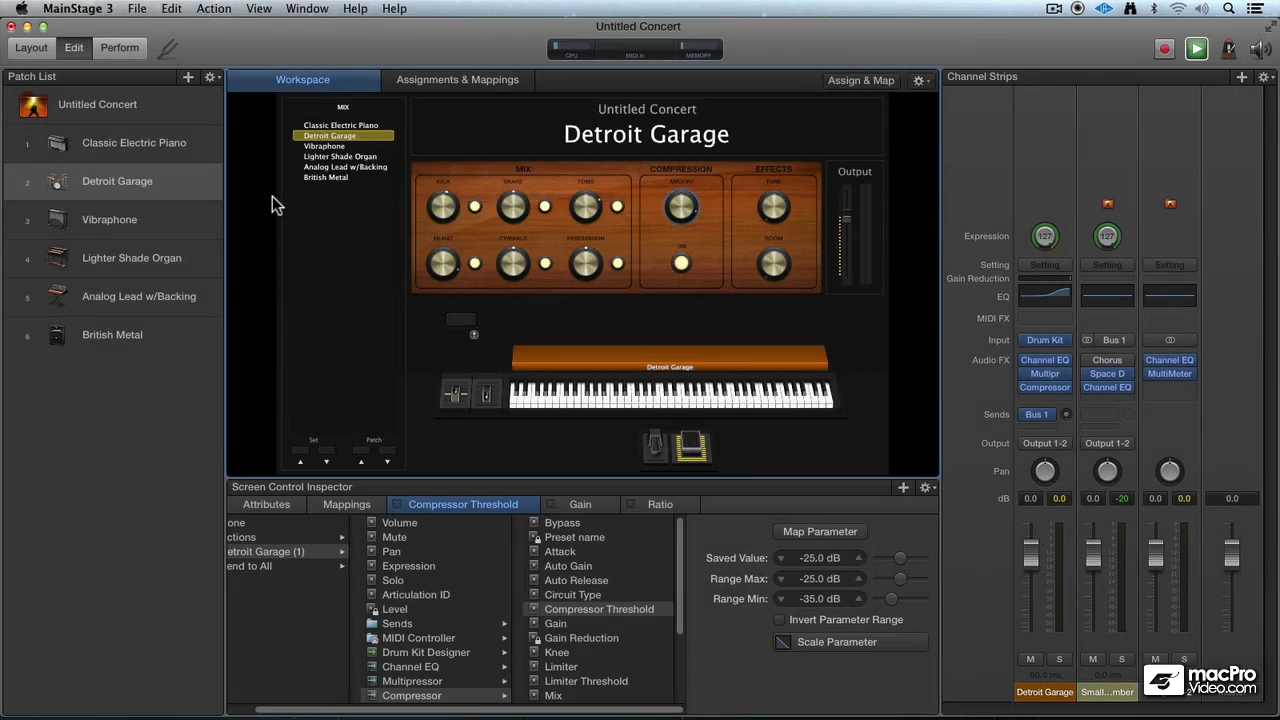 MainStage 3 File Edit Action View Window Help Help
Untitled Concert
Layout Edit Perform
CPU MIDI In MEMORY
Patch List
Untitled Concert
1 Classic Electric Piano
2 Detroit Garage
3 Vibraphone
4 Lighter Shade Organ
5 Analog Lead w/Backing
6 British Metal
Workspace Assignments & Mappings Assign & Map
MIX
Classic Electric Piano
Detroit Garage
Vibraphone
Lighter Shade Organ
Analog Lead w/Backing
British Metal
Set Patch
Untitled Concert
Detroit Garage
MIX COMPRESSION EFFECTS
KICK SNARE TOMS AMOUNT TONE
HI-HAT CYMBALS PERCUSSION ON ROOM
Output
Detroit Garage
Screen Control Inspector
Attributes Mappings Compressor Threshold Gain Ratio
one
ctions
etroit Garage (1)
end to All
Volume
Mute
Pan
Expression
Solo
Articulation ID
Level
Sends
MIDI Controller
Drum Kit Designer
Channel EQ
Multipressor
Compressor
Bypass
Preset name
Attack
Auto Gain
Auto Release
Circuit Type
Compressor Threshold
Gain
Gain Reduction
Knee
Limiter
Limiter Threshold
Mix
Map Parameter
Saved Value: -25.0 dB
Range Max: -25.0 dB
Range Min: -35.0 dB
Invert Parameter Range
Scale Parameter
Channel Strips
Expression 127 127
Setting Setting Setting Setting
Gain Reduction
EQ
MIDI FX
Input Drum Kit Bus 1
Audio FX Channel EQ Chorus Channel EQ
Multipr Space D MultiMeter
Compressor Channel EQ
Sends Bus 1
Output Output 1-2 Output 1-2
Pan
dB 0.0 0.0 0.0 -20 0.0 0.0 0.0
M S M S M S
0.0 ms
Detroit Garage Small...mber
macPro
Video.com